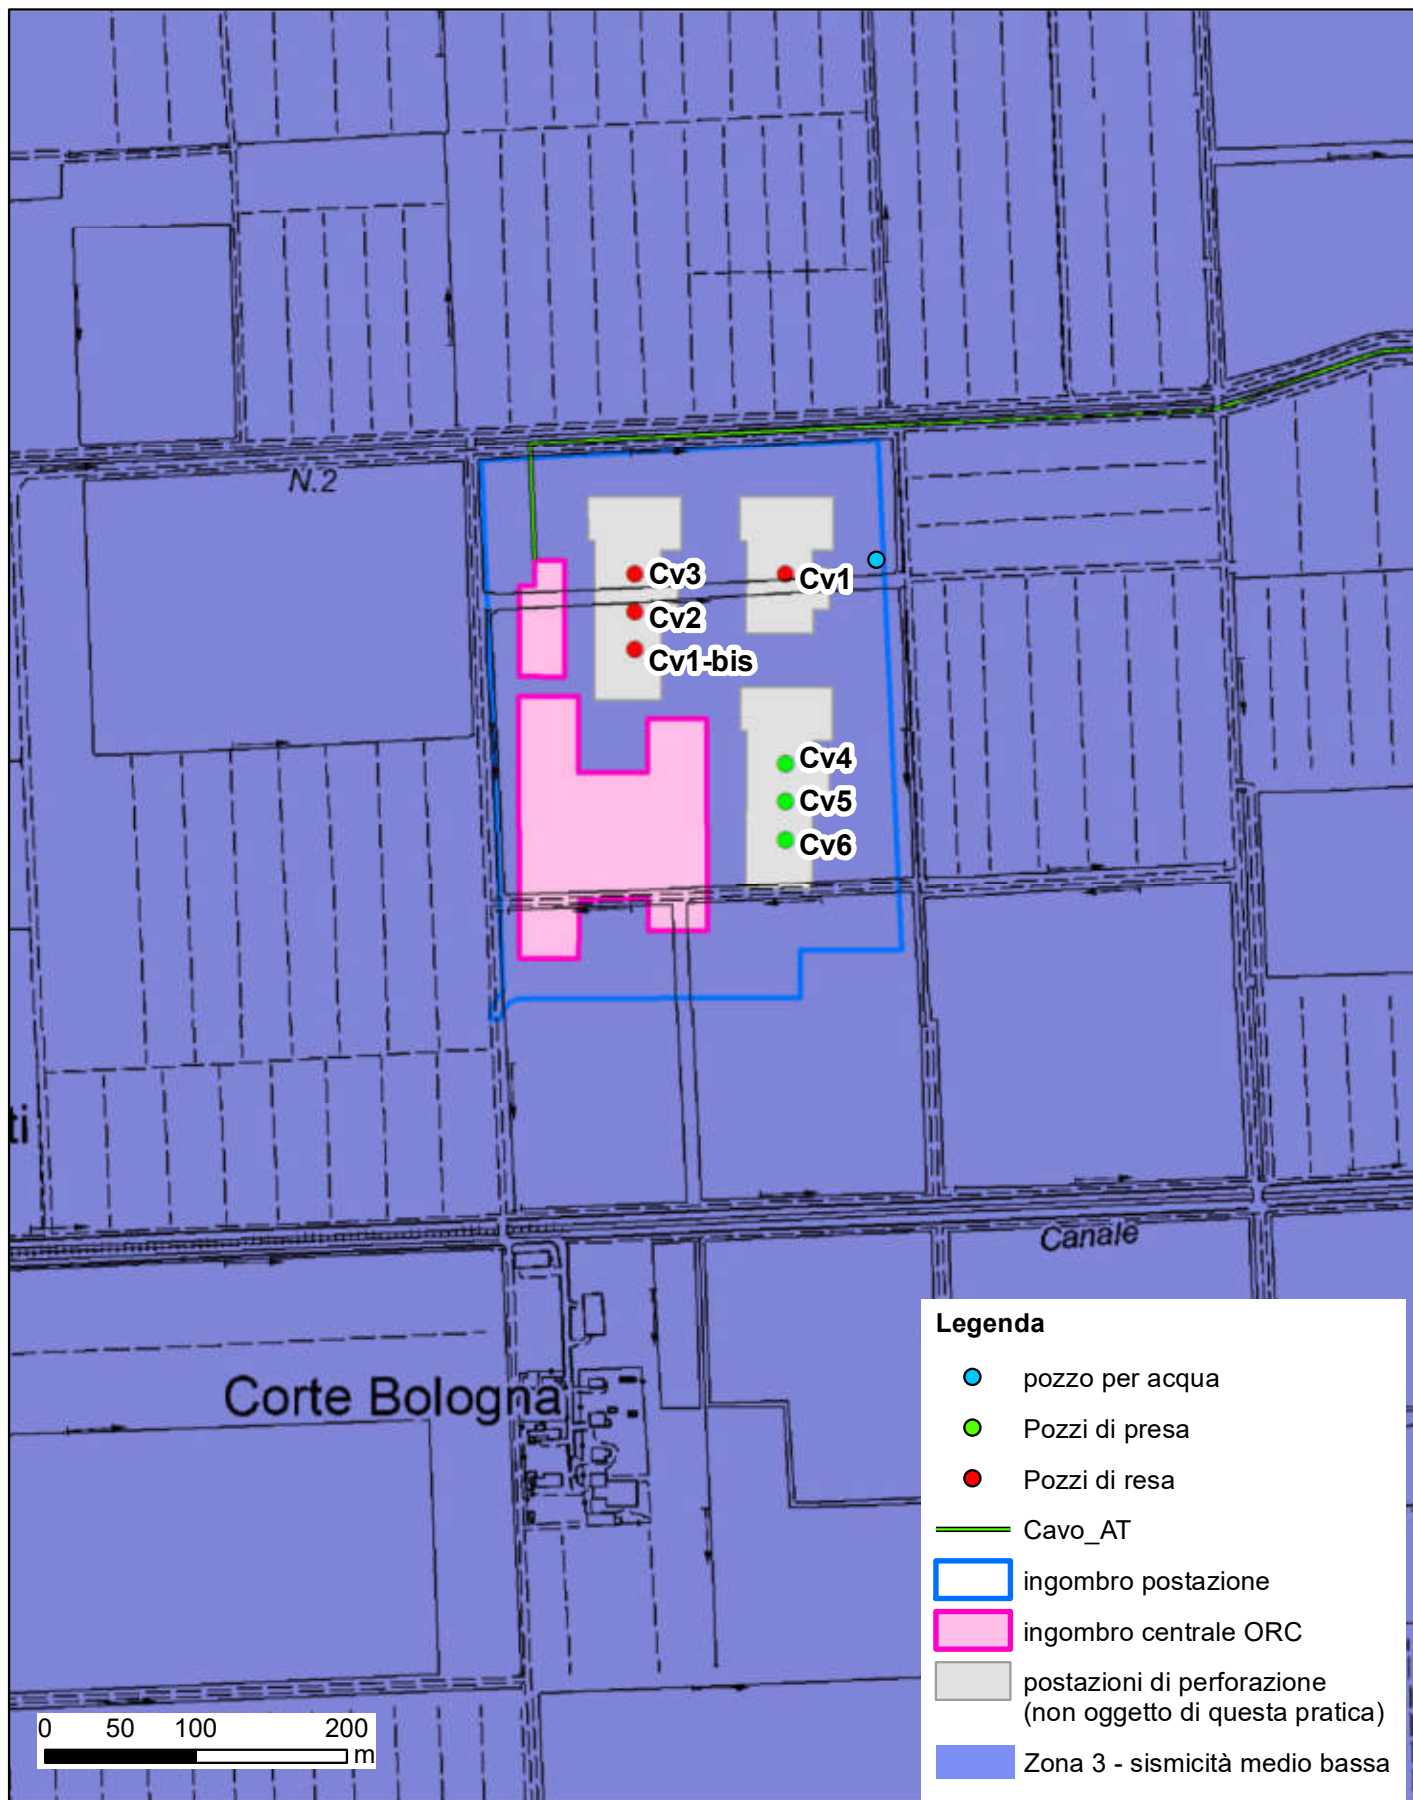 N.2
Cv3
Cv1
Cv2
Cv1-bis
Cv4
Cv5
Cv6
ti
Canale
Corte Bologna
Legenda
pozzo per acqua
Pozzi di presa
Pozzi di resa
Cavo_AT
ingombro postazione
ingombro centrale ORC
postazioni di perforazione
(non oggetto di questa pratica)
Zona 3 - sismicità medio bassa
0 50 100 200
m